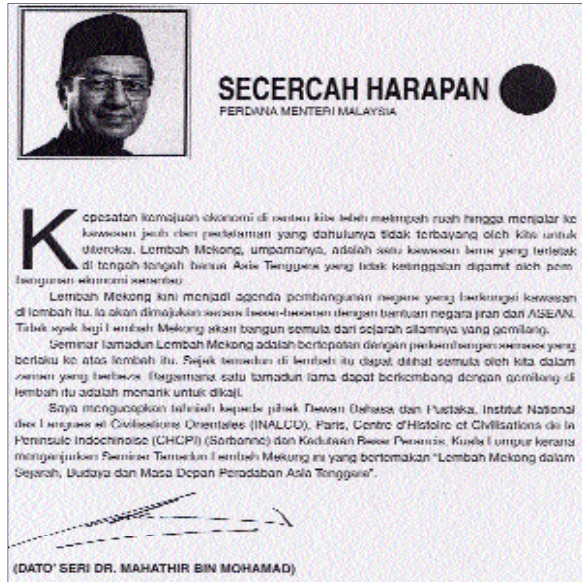 SECERCAH HARAPAN
PERDANA MENTERI MALAYSIA
Kepesatan kemajuan ekonomi di rantau kita telah melimpah ruah hingga menjalar ke
kawasan jauh dan pedalaman yang dahulunya tidak terbayang oleh kita untuk
diterokai. Lembah Mekong, umpamanya, adalah satu kawasan lama yang terletak
di tengah-tengah benua Asia Tenggara yang tidak ketinggalan digamit oleh pem-
bangunan ekonomi serantau.
Lembah Mekong kini menjadi agenda pembangunan negara yang berkongsi kawasan
di lembah itu. Ia akan dimajukan secara besar-besaran dengan bantuan negara jiran dari ASEAN.
Tidak syak lagi Lembah Mekong akan bangun semula dari sejarah silamnya yang gemilang.
Seminar Tamadun Lembah Mekong adalah bertepatan dengan perkembangan semasa yang
berlaku ke atas lembah itu. Sejak tamadun di lembah itu dapat dilihat semula oleh kita dalam
zaman yang berbeza. Bagaimana satu tamadun lama dapat berkembang dengan gemilang di
lembah itu adalah menarik untuk dikaji.
Saya mengucapkan tahniah kepada pihak Dewan Bahasa dan Pustaka, Institut National
des Langues et Civilisations Orientales (INALCO), Paris, Centre d'Histoire et Civilisations de la
Peninsule Indochinoise (CHCPI) (Sorbonne) dan Kedutaan Besar Perancis, Kuala Lumpur kerana
menganjurkan Seminar Tamadun Lembah Mekong ini yang bertemakan "Lembah Mekong dalam
Sejarah, Budaya dan Masa Depan Peradaban Asia Tenggara".
(DATO' SERI DR. MAHATHIR BIN MOHAMAD)